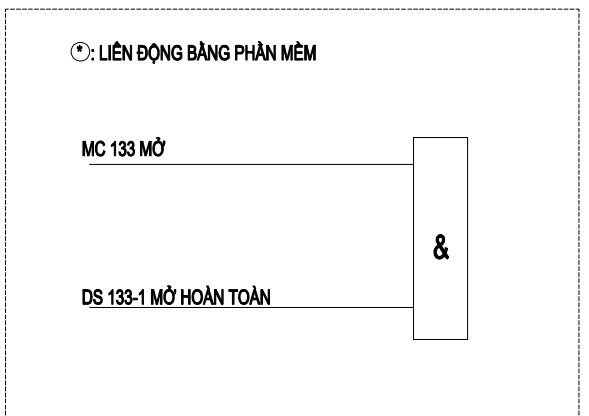 (*): LIÊN ĐỘNG BẰNG PHẦN MỀM
MC 133 MỞ
&
DS 133-1 MỞ HOÀN TOÀN